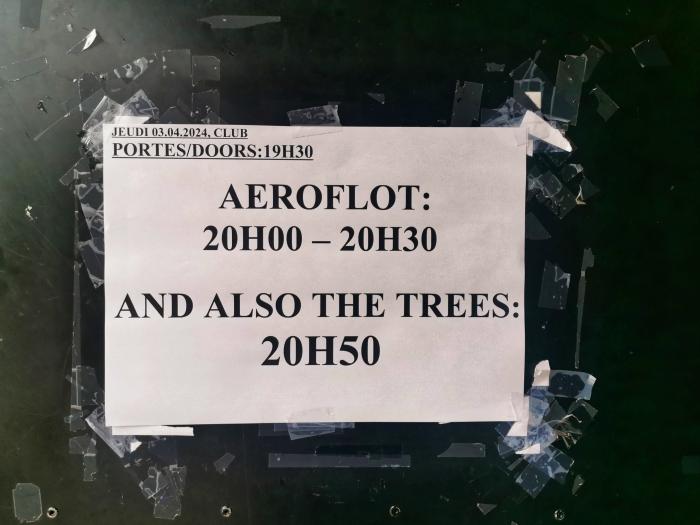 JEUDI 03.04.2024, CLUB
PORTES/DOORS:19H30
AEROFLOT:
20H00 – 20H30
AND ALSO THE TREES:
20H50